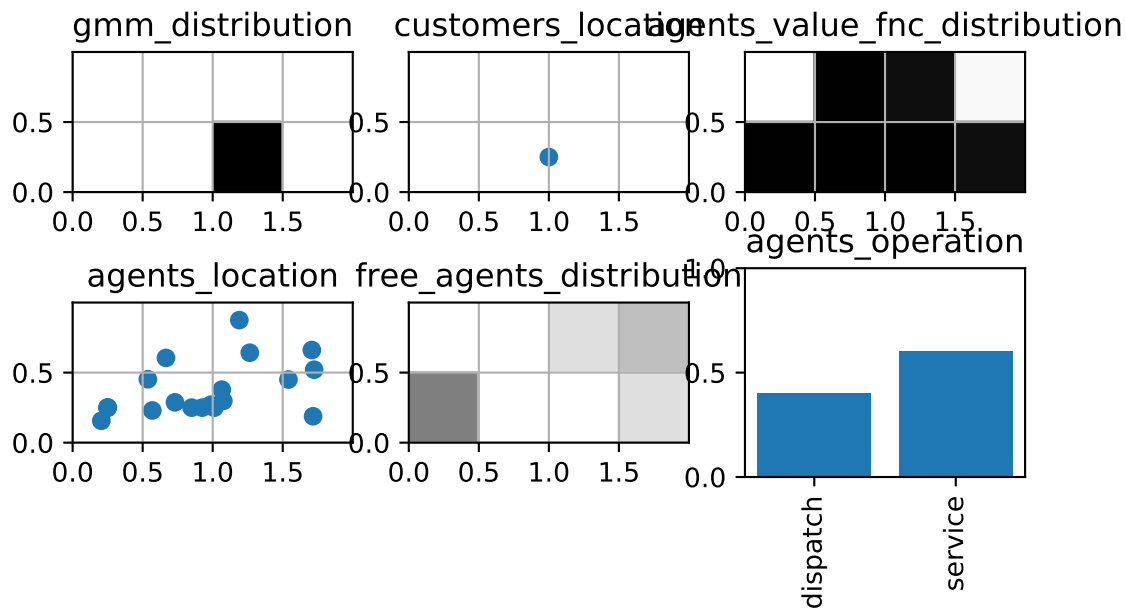 gmm_distribution
0.5
0.0
0.0 0.5 1.0 1.5
customers_location
0.5
0.0
0.0 0.5 1.0 1.5
agents_value_fnc_distribution
0.5
0.0
0.0 0.5 1.0 1.5
agents_location
0.5
0.0
0.0 0.5 1.0 1.5
free_agents_distribution
0.5
0.0
0.0 0.5 1.0 1.5
agents_operation
1.0
0.5
0.0
dispatch
service